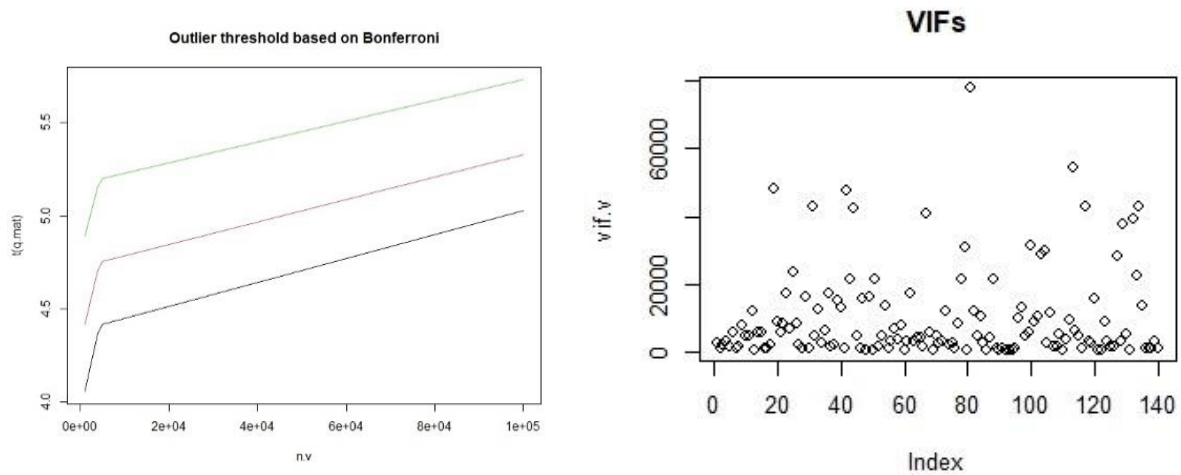 Outlier threshold based on Bonferroni
t(q.mat)
5.5
5.0
4.5
4.0
0e+00 2e+04 4e+04 6e+04 8e+04 1e+05
n.v
VIFs
vif.v
60000
20000
0
0 20 40 60 80 100 120 140
Index